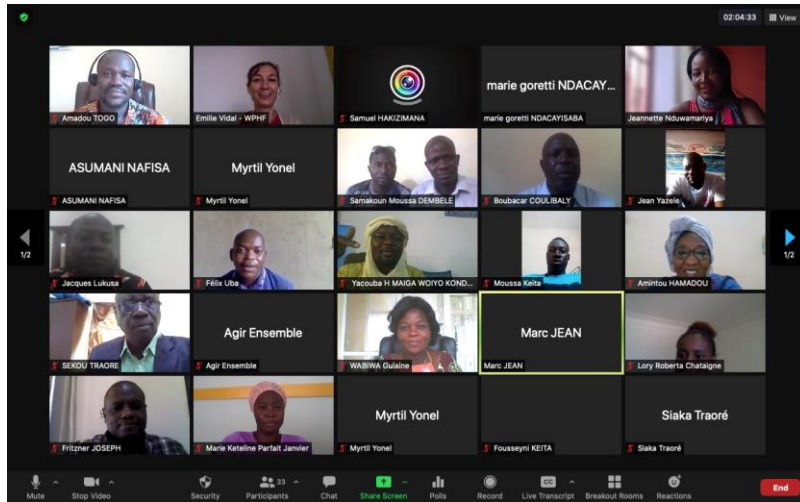 02:04:33 View
marie goretti NDACAY...
Amadou TOGO
Emilie Vidal - WPHF
Samuel HAKIZIMANA
marie goretti NDACAYISABA
Jeannette Nduwamariya
ASUMANI NAFISA
Myrtil Yonel
ASUMANI NAFISA
Myrtil Yonel
Samakoun Moussa DEMBELE
Boubacar COULIBALY
Jean Yazele
1/2
1/2
Jacques Lukusa
Félix Uba
Yacouba H MAIGA WOIYO KOND...
Moussa Keita
Amintou HAMADOU
Agir Ensemble
Marc JEAN
SEKOU TRAORE
Agir Ensemble
WABIWA Gulaine
Marc JEAN
Lory Roberta Chataigne
Myrtil Yonel
Siaka Traoré
Fritzner JOSEPH
Marie Keteline Parfait Janvier
Myrtil Yonel
Fousseyni KEITA
Siaka Traoré
33
CC
Mute
Stop Video
Security
Participants
Chat
Share Screen
Polls
Record
Live Transcript
Breakout Rooms
Reactions
End